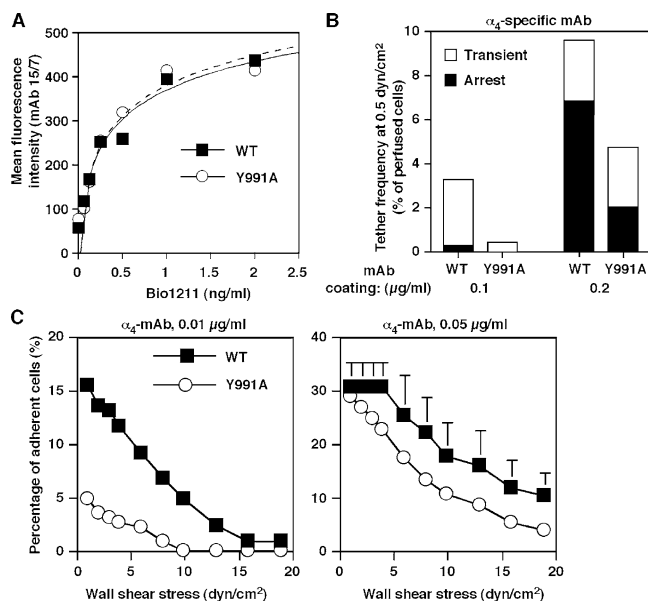 A
Mean fluorescence
intensity (mAb 15/7)
500
400
300
200
100
0
0
0.5
1.0
1.5
2.0
2.5
Bio1211 (ng/ml)
WT
Y991A
B
α4-specific mAb
Transient
Arrest
Tether frequency at 0.5 dyn/cm2
(% of perfused cells)
10
8
6
4
2
0
WT Y991A WT Y991A
mAb
coating: (µg/ml) 0.1 0.2
C
α4-mAb, 0.01 µg/ml
WT
Y991A
Percentage of adherent cells (%)
20
15
10
5
0
0 5 10 15 20
Wall shear stress (dyn/cm2)
α4-mAb, 0.05 µg/ml
40
30
20
10
0
0 5 10 15 20
Wall shear stress (dyn/cm2)